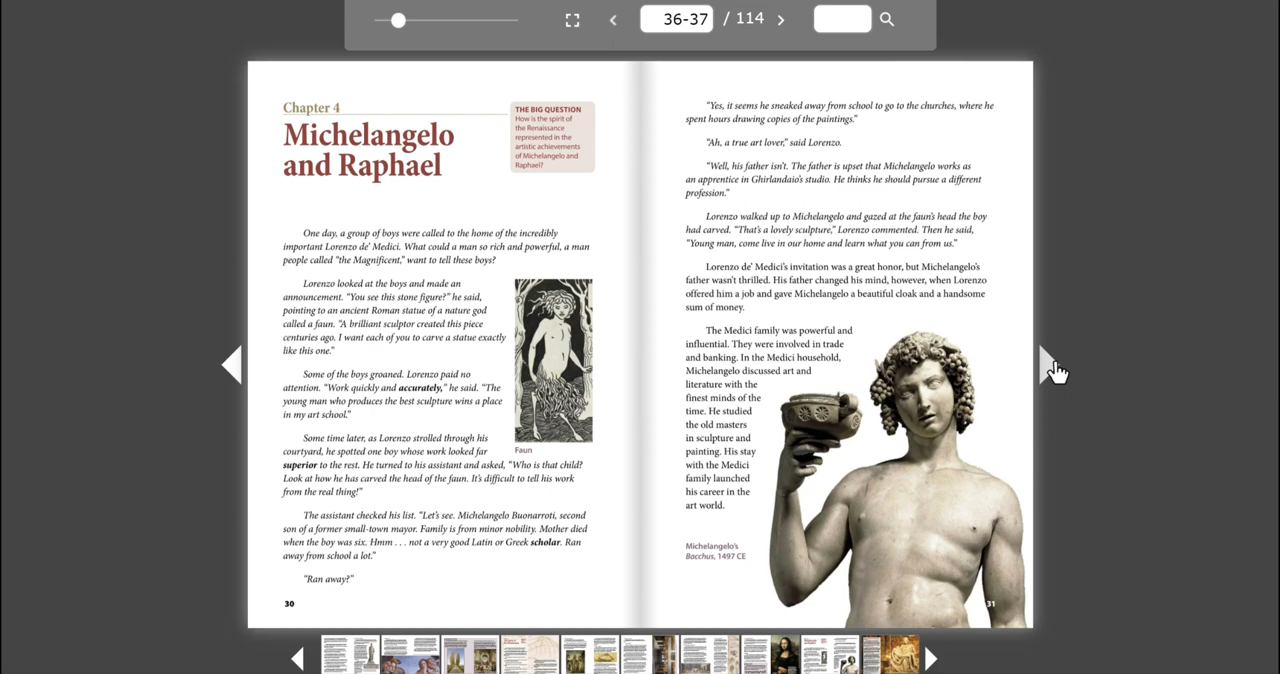 36-37 / 114
Chapter 4
Michelangelo
and Raphael
THE BIG QUESTION
How is the spirit of
the Renaissance
represented in the
artistic achievements
of Michelangelo and
Raphael?
One day, a group of boys were called to the home of the incredibly
important Lorenzo de’ Medici. What could a man so rich and powerful, a man
people called “the Magnificent,” want to tell these boys?
Lorenzo looked at the boys and made an
announcement. “You see this stone figure?” he said,
pointing to an ancient Roman statue of a nature god
called a faun. “A brilliant sculptor created this piece
centuries ago. I want each of you to carve a statue exactly
like this one.”
Some of the boys groaned. Lorenzo paid no
attention. “Work quickly and accurately,” he said. “The
young man who produces the best sculpture wins a place
in my art school.”
Some time later, as Lorenzo strolled through his
courtyard, he spotted one boy whose work looked far
superior to the rest. He turned to his assistant and asked, “Who is that child?
Look at how he has carved the head of the faun. It’s difficult to tell his work
from the real thing!”
Faun
The assistant checked his list. “Let’s see. Michelangelo Buonarroti, second
son of a former small-town mayor. Family is from minor nobility. Mother died
when the boy was six. Hmm . . . not a very good Latin or Greek scholar. Ran
away from school a lot.”
“Ran away?”
30
“Yes, it seems he sneaked away from school to go to the churches, where he
spent hours drawing copies of the paintings.”
“Ah, a true art lover,” said Lorenzo.
“Well, his father isn’t. The father is upset that Michelangelo works as
an apprentice in Ghirlandaio’s studio. He thinks he should pursue a different
profession.”
Lorenzo walked up to Michelangelo and gazed at the faun’s head the boy
had carved. “That’s a lovely sculpture,” Lorenzo commented. Then he said,
“Young man, come live in our home and learn what you can from us.”
Lorenzo de’ Medici’s invitation was a great honor, but Michelangelo’s
father wasn’t thrilled. His father changed his mind, however, when Lorenzo
offered him a job and gave Michelangelo a beautiful cloak and a handsome
sum of money.
The Medici family was powerful and
influential. They were involved in trade
and banking. In the Medici household,
Michelangelo discussed art and
literature with the
finest minds of the
time. He studied
the old masters
in sculpture and
painting. His stay
with the Medici
family launched
his career in the
art world.
Michelangelo’s
Bacchus, 1497 CE
31